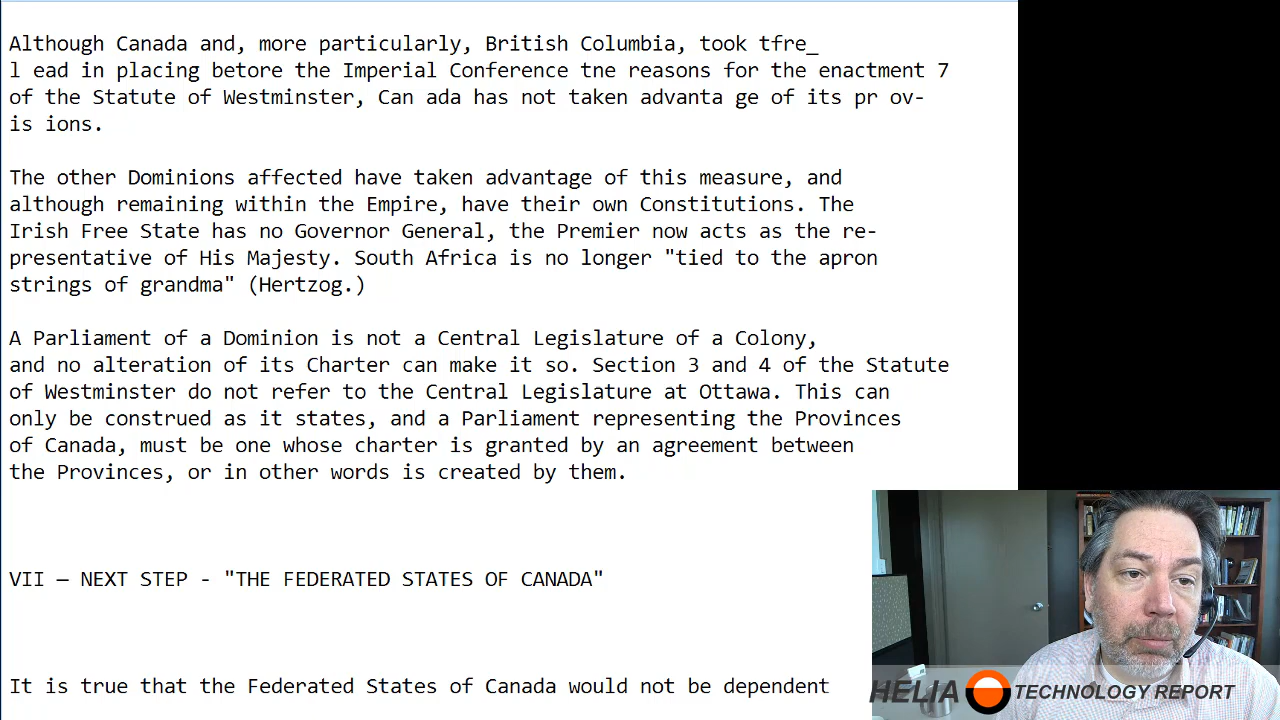 Although Canada and, more particularly, British Columbia, took tfre_
l ead in placing betore the Imperial Conference tne reasons for the enactment 7
of the Statute of Westminster, Can ada has not taken advanta ge of its pr ov-
is ions.
The other Dominions affected have taken advantage of this measure, and
although remaining within the Empire, have their own Constitutions. The
Irish Free State has no Governor General, the Premier now acts as the re-
presentative of His Majesty. South Africa is no longer "tied to the apron
strings of grandma" (Hertzog.)
A Parliament of a Dominion is not a Central Legislature of a Colony,
and no alteration of its Charter can make it so. Section 3 and 4 of the Statute
of Westminster do not refer to the Central Legislature at Ottawa. This can
only be construed as it states, and a Parliament representing the Provinces
of Canada, must be one whose charter is granted by an agreement between
the Provinces, or in other words is created by them.
VII — NEXT STEP - "THE FEDERATED STATES OF CANADA"
It is true that the Federated States of Canada would not be dependent
HELIA TECHNOLOGY REPORT